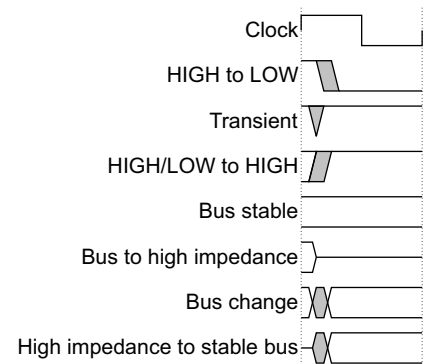 Clock
HIGH to LOW
Transient
HIGH/LOW to HIGH
Bus stable
Bus to high impedance
Bus change
High impedance to stable bus